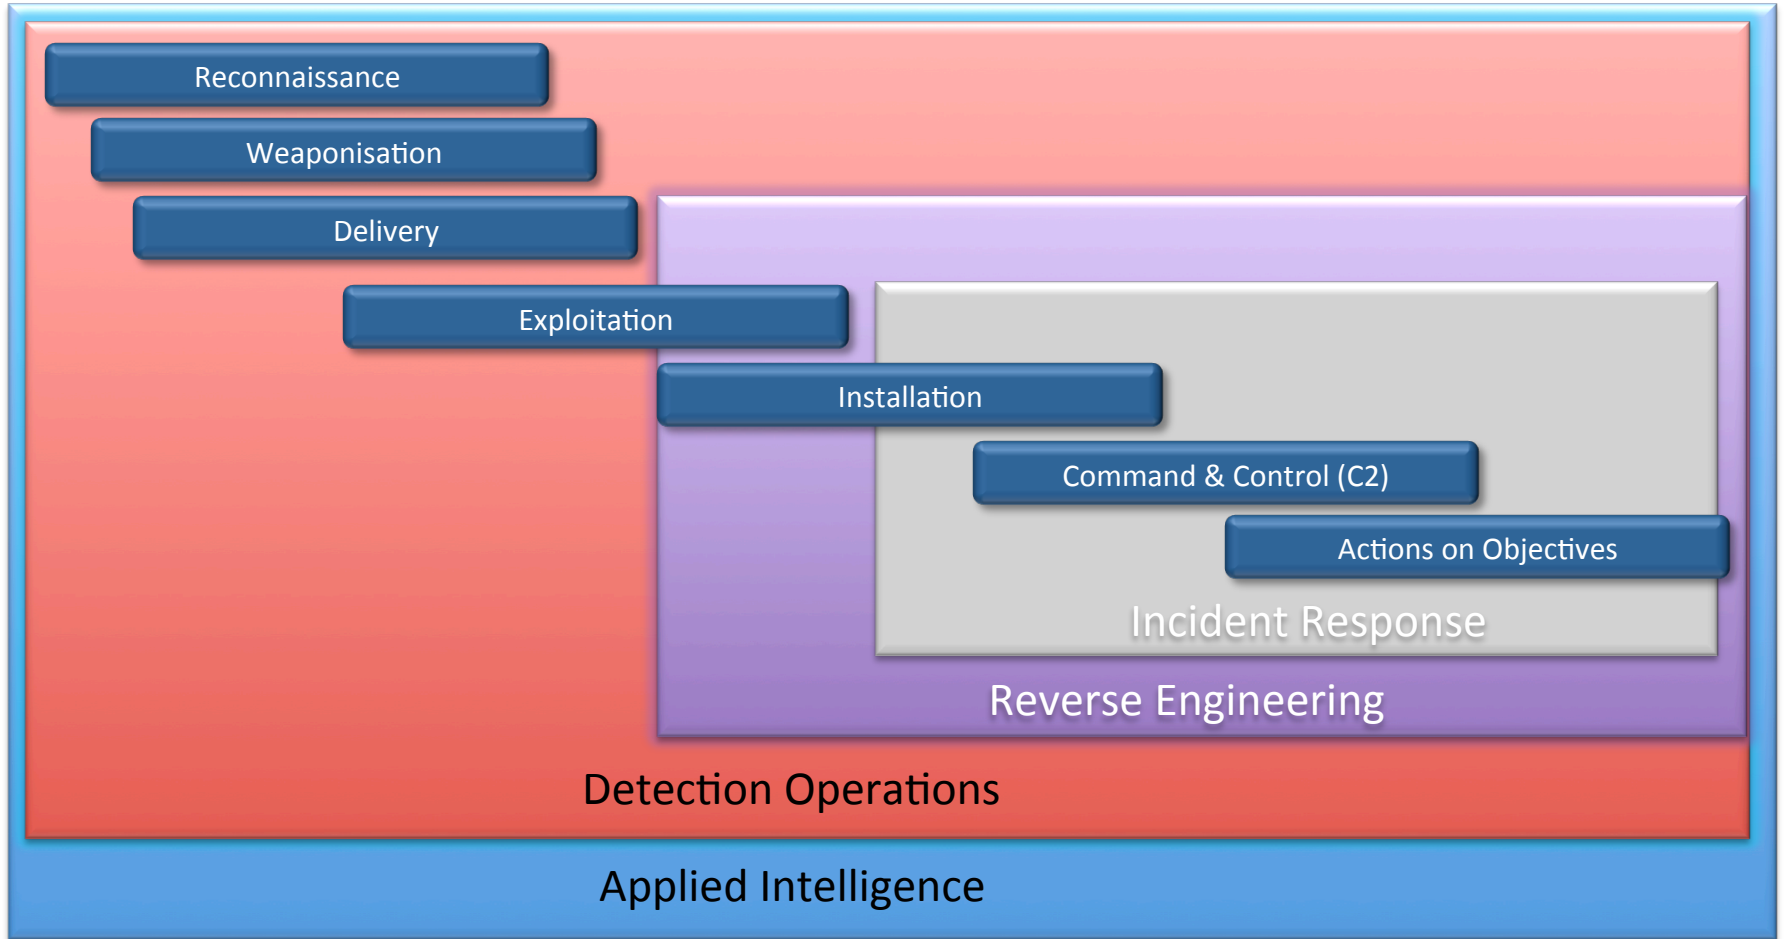 Reconnaissance
Weaponisation
Delivery
Exploitation
Installation
Command & Control (C2)
Actions on Objectives
Incident Response
Reverse Engineering
Detection Operations
Applied Intelligence